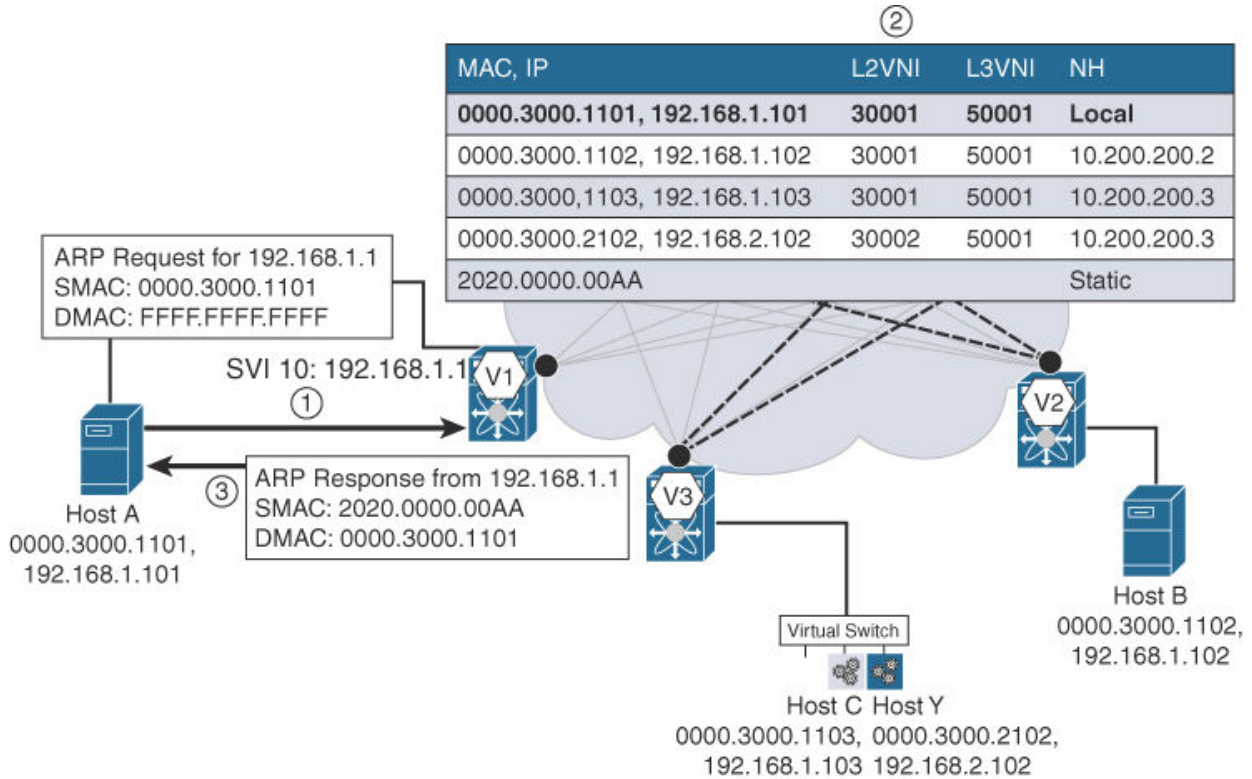 ②
MAC, IP L2VNI L3VNI NH
0000.3000.1101, 192.168.1.101 30001 50001 Local
0000.3000.1102, 192.168.1.102 30001 50001 10.200.200.2
0000.3000,1103, 192.168.1.103 30001 50001 10.200.200.3
0000.3000.2102, 192.168.2.102 30002 50001 10.200.200.3
2020.0000.00AA Static
ARP Request for 192.168.1.1
SMAC: 0000.3000.1101
DMAC: FFFF.FFFF.FFFF
SVI 10: 192.168.1.1
V1
①
V2
ARP Response from 192.168.1.1
SMAC: 2020.0000.00AA
DMAC: 0000.3000.1101
③
V3
Host A
0000.3000.1101,
192.168.1.101
Host B
0000.3000.1102,
192.168.1.102
Virtual Switch
Host C Host Y
0000.3000.1103, 0000.3000.2102,
192.168.1.103 192.168.2.102